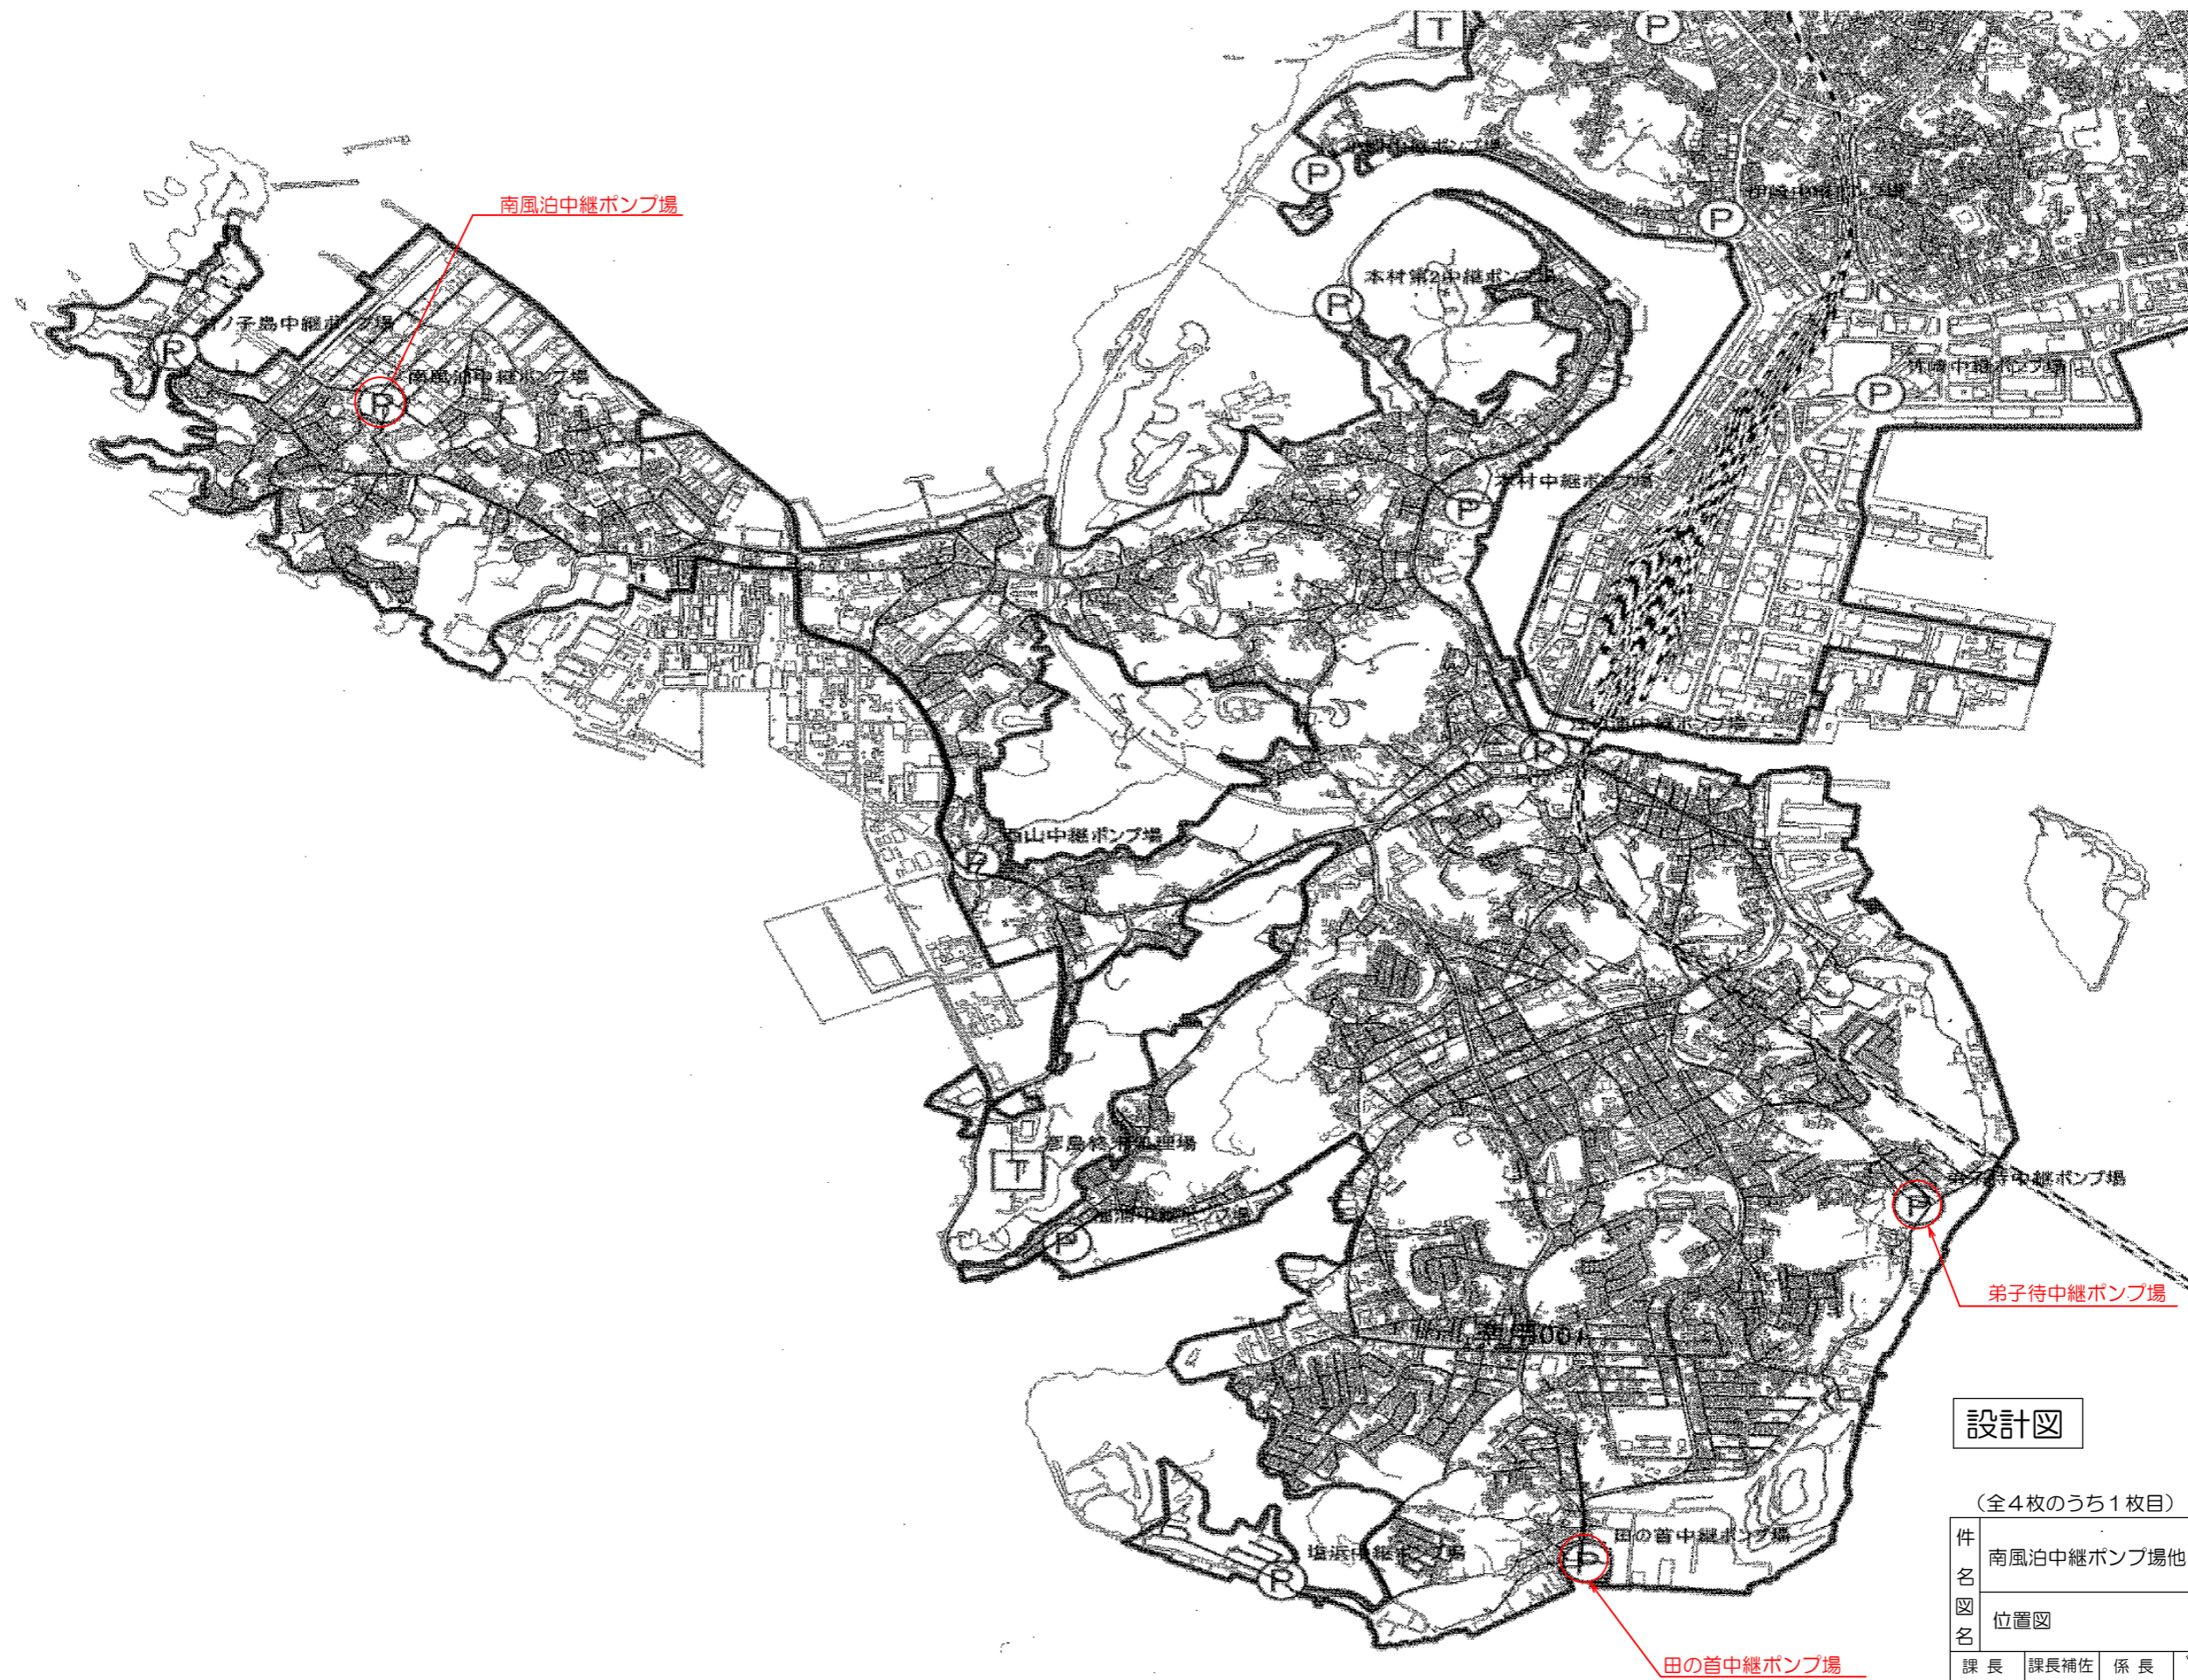 T
P
P
P
南風泊中継ポンプ場
本村第2中継ポンプ場
R
P
R
南風泊中継ポンプ場
P
本村中継ポンプ場
P
P
西山中継ポンプ場
P
T
P
弟子待中継ポンプ場
P
弟子待中継ポンプ場
設計図
(全4枚のうち1枚目)
田の首中継ポンプ場
P
塩浜中継ポンプ場
R
田の首中継ポンプ場
件名
南風泊中継ポンプ場他
図名
位置図
課長
課長補佐
係長